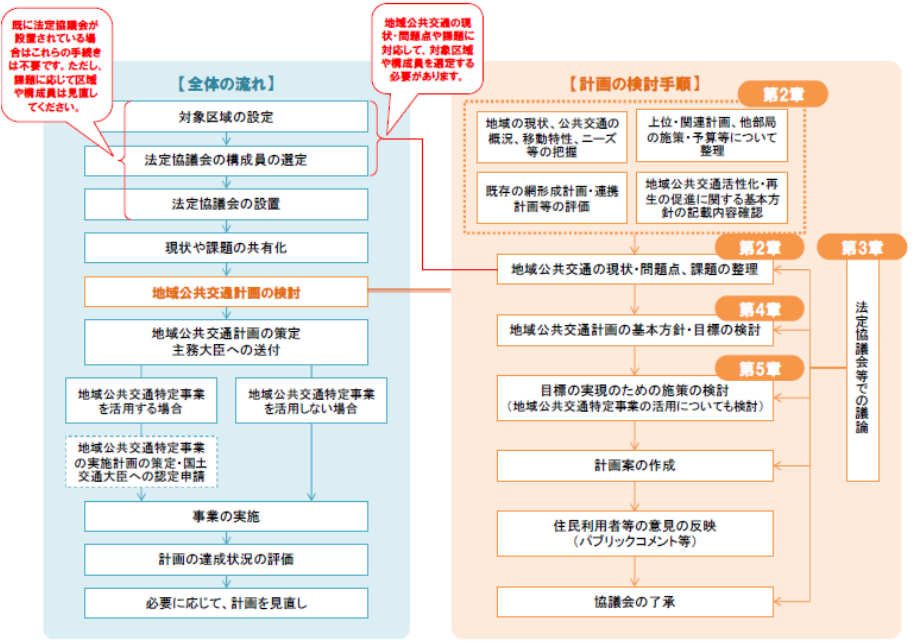 既に法定協議会が
設置されている場
合はこれらの手続き
は不要です。ただし、
課題に応じて区域
や構成員は見直し
てください。
地域公共交通の現
状・問題点や課題に
対応して、対象区域
や構成員を選定する
必要があります。
【全体の流れ】
対象区域の設定
法定協議会の構成員の選定
法定協議会の設置
現状や課題の共有化
地域公共交通計画の検討
地域公共交通計画の策定
主務大臣への送付
地域公共交通特定事業
を活用する場合
地域公共交通特定事業
を活用しない場合
地域公共交通特定事業
の実施計画の策定・国土
交通大臣への認定申請
事業の実施
計画の達成状況の評価
必要に応じて、計画を見直し
【計画の検討手順】
第2章
地域の現状、公共交通の
概況、移動特性、ニーズ
等の把握
上位・関連計画、他部局
の施策・予算等について
整理
既存の網形成計画・連携
計画等の評価
地域公共交通活性化・再
生の促進に関する基本方
針の記載内容確認
第2章
地域公共交通の現状・問題点、課題の整理
第4章
地域公共交通計画の基本方針・目標の検討
第5章
目標の実現のための施策の検討
（地域公共交通特定事業の活用についても検討）
計画案の作成
住民利用者等の意見の反映
（パブリックコメント等）
協議会の了承
第3章
法定協議会等での議論